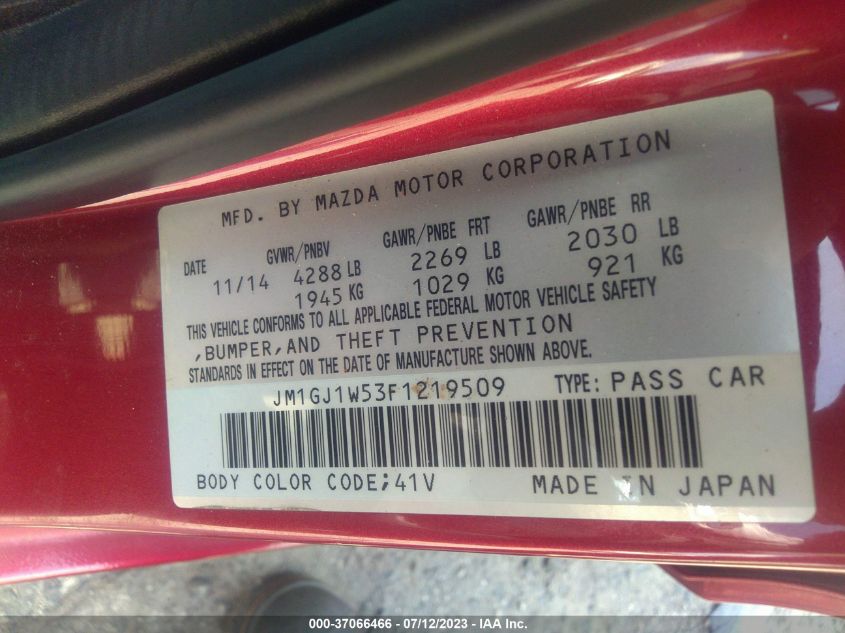 MFD. BY MAZDA MOTOR CORPORATION
DATE GVWR/PNBV GAWR/PNBE FRT GAWR/PNBE RR
11/14 4288 LB 2269 LB 2030 LB
1945 KG 1029 KG 921 KG
THIS VEHICLE CONFORMS TO ALL APPLICABLE FEDERAL MOTOR VEHICLE SAFETY
,BUMPER,AND THEFT PREVENTION
STANDARDS IN EFFECT ON THE DATE OF MANUFACTURE SHOWN ABOVE.
JM1GJ1W53F1219509 TYPE: PASS CAR
BODY COLOR CODE;41V MADE IN JAPAN
000-37066466 - 07/12/2023 - IAA Inc.